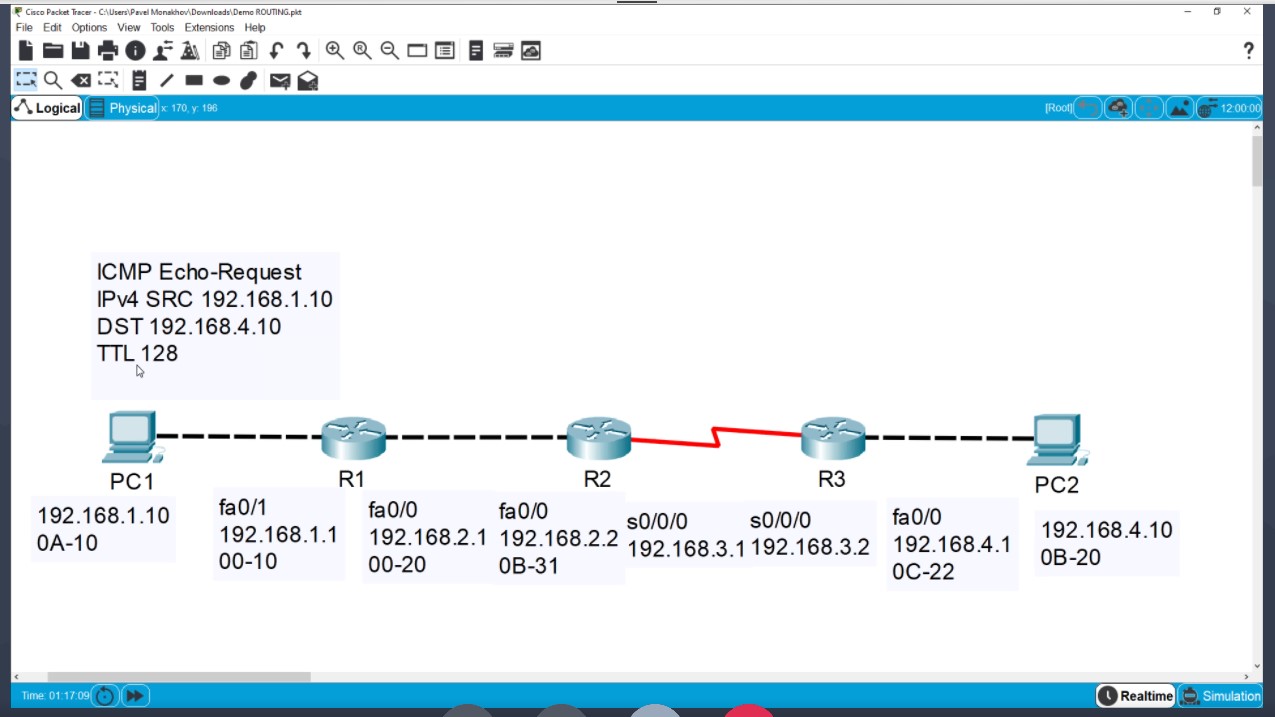 Cisco Packet Tracer - C:\Users\Pavel Monakhov\Downloads\Demo ROUTING.pkt
File Edit Options View Tools Extensions Help
?
Logical Physical x: 170, y: 196 [Root] 12:00:00
ICMP Echo-Request
IPv4 SRC 192.168.1.10
DST 192.168.4.10
TTL 128
PC1
R1
R2
R3
PC2
192.168.1.10
0A-10
fa0/1
192.168.1.1
00-10
fa0/0
192.168.2.1
00-20
fa0/0
192.168.2.2
0B-31
s0/0/0
192.168.3.1
s0/0/0
192.168.3.2
fa0/0
192.168.4.1
0C-22
192.168.4.10
0B-20
Time: 01:17:09 Realtime Simulation